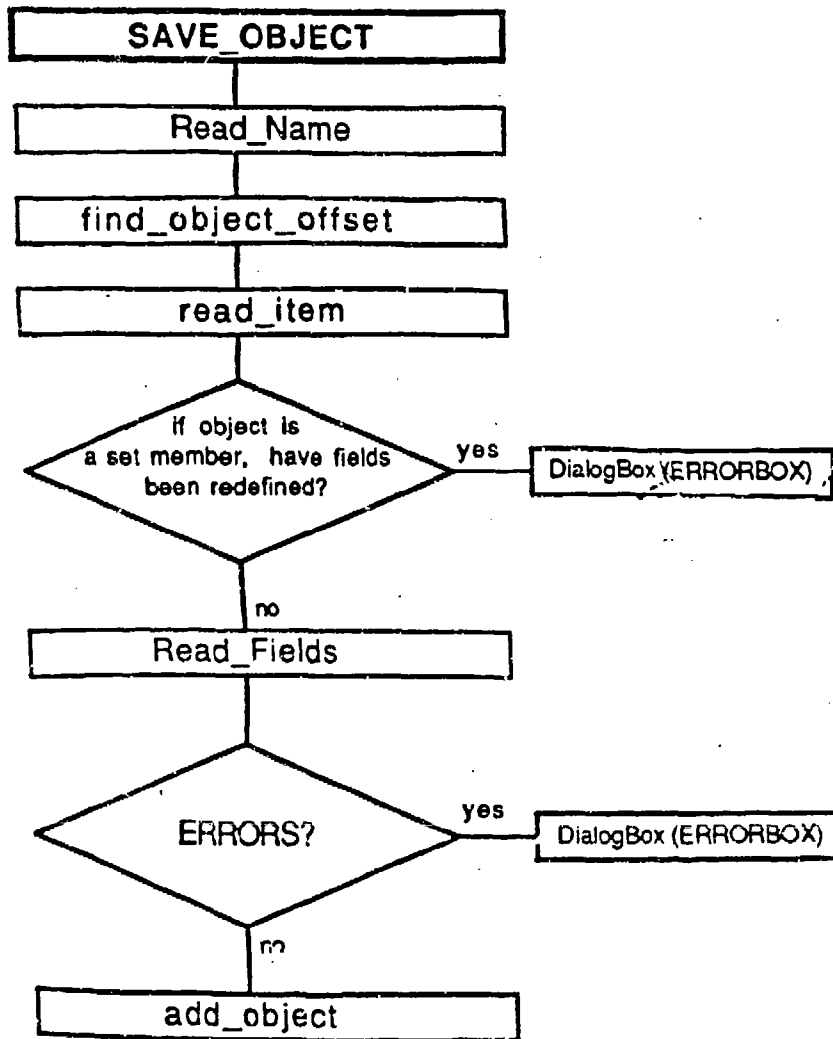 SAVE_OBJECT
Read_Name
find_object_offset
read_item
if object is
a set member, have fields
been redefined?
yes
DialogBox (ERRORBOX)
no
Read_Fields
ERRORS?
yes
DialogBox (ERRORBOX)
no
add_object